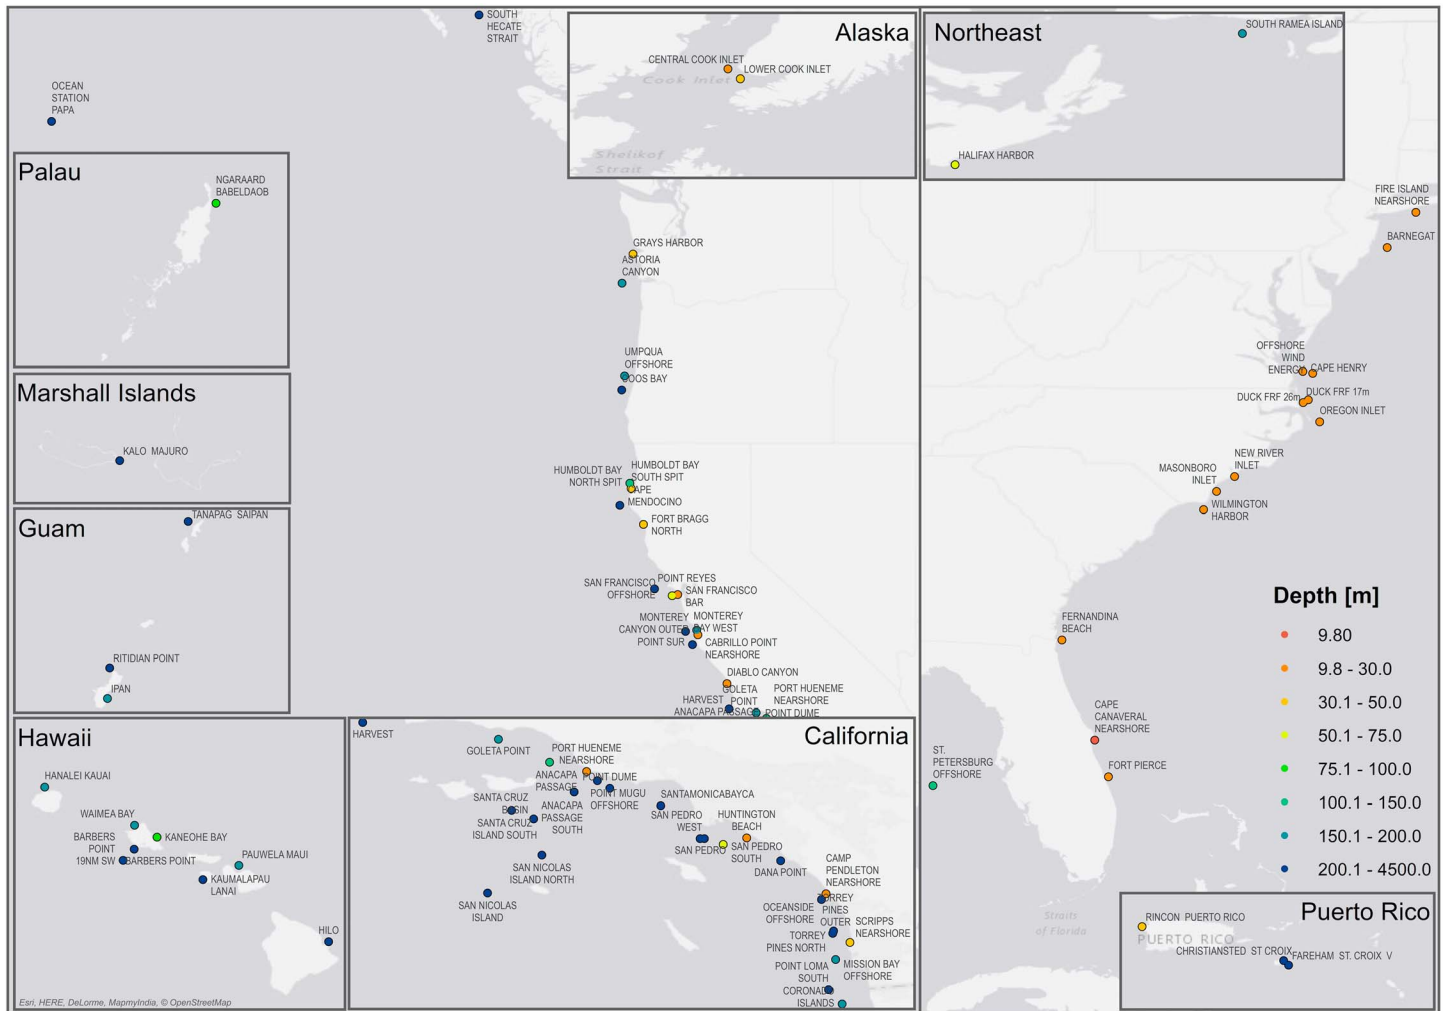 SOUTH
HECATE
STRAIT
OCEAN
STATION
PAPA
Alaska
CENTRAL COOK INLET
LOWER COOK INLET
Cook Inlet
Shelikof
Strait
Northeast
SOUTH RAMEA ISLAND
HALIFAX HARBOR
Palau
NGARAARD
BABELDAOB
Marshall Islands
KALO MAJURO
Guam
TANAPAG SAIPAN
RITIDIAN POINT
IPAN
GRAYS HARBOR
ASTORIA
CANYON
UMPQUA
OFFSHORE
COOS BAY
HUMBOLDT BAY
NORTH SPIT
HUMBOLDT BAY
SOUTH SPIT
CAPE
MENDOCINO
FORT BRAGG
NORTH
SAN FRANCISCO
OFFSHORE
POINT REYES
SAN FRANCISCO
BAR
MONTEREY
CANYON OUTER
MONTEREY
BAY WEST
POINT SUR
CABRILLO POINT
NEARSHORE
DIABLO CANYON
HARVEST
GOLETA
POINT
PORT HUENEME
NEARSHORE
ANACAPA PASSAGE
POINT DUME
FIRE ISLAND
NEARSHORE
BARNEGAT
OFFSHORE
WIND
ENERGY
CAPE HENRY
DUCK FRF 26m
DUCK FRF 17m
OREGON INLET
NEW RIVER
INLET
MASONBORO
INLET
WILMINGTON
HARBOR
FERNANDINA
BEACH
CAPE
CANAVERAL
NEARSHORE
FORT PIERCE
ST.
PETERSBURG
OFFSHORE
Straits
of Florida
Depth [m]
9.80
9.8 - 30.0
30.1 - 50.0
50.1 - 75.0
75.1 - 100.0
100.1 - 150.0
150.1 - 200.0
200.1 - 4500.0
Hawaii
HANALEI KAUAI
WAIMEA BAY
KANEOHE BAY
BARBERS
POINT
19NM SW BARBERS POINT
PAUWELA MAUI
KAUMALAPAU
LANAI
HILO
Esri, HERE, DeLorme, MapmyIndia, © OpenStreetMap
California
HARVEST
GOLETA POINT
PORT HUENEME
NEARSHORE
ANACAPA
PASSAGE
POINT DUME
POINT MUGU
OFFSHORE
SANTA CRUZ
BASIN
SANTA CRUZ
ISLAND SOUTH
ANACAPA
PASSAGE
SOUTH
SANTAMONICABAYCA
SAN PEDRO
WEST
HUNTINGTON
BEACH
SAN PEDRO
SAN PEDRO
SOUTH
DANA POINT
SAN NICOLAS
ISLAND NORTH
SAN NICOLAS
ISLAND
CAMP
PENDLETON
NEARSHORE
OCEANSIDE
OFFSHORE
TORREY
PINES
OUTER
TORREY
PINES NORTH
SCRIPPS
NEARSHORE
POINT LOMA
SOUTH
MISSION BAY
OFFSHORE
CORONADO
ISLANDS
Puerto Rico
RINCON PUERTO RICO
PUERTO RICO
CHRISTIANSTED ST CROIX
FAREHAM ST. CROIX V